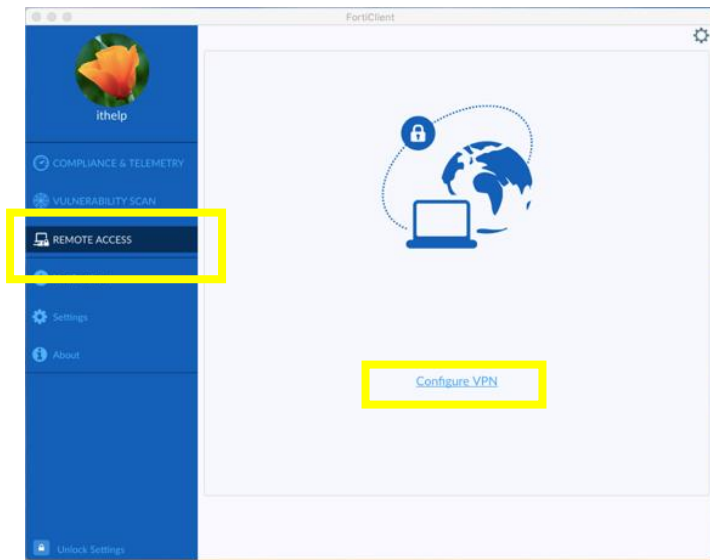 FortiClient
ithelp
COMPLIANCE & TELEMETRY
VULNERABILITY SCAN
REMOTE ACCESS
Settings
About
Configure VPN
Unlock Settings